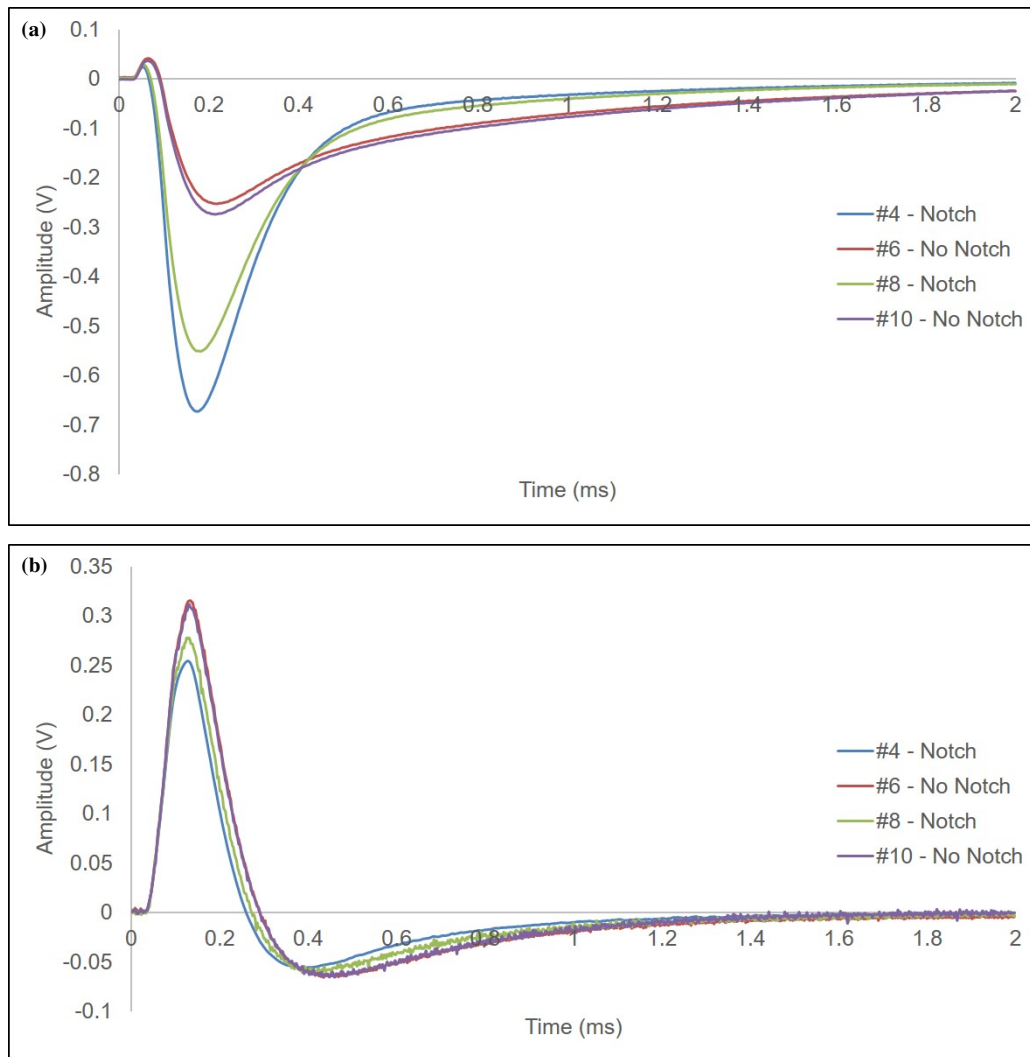 (a)
0.1
0
-0.1
-0.2
-0.3
-0.4
-0.5
-0.6
-0.7
-0.8
0 0.2 0.4 0.6 0.8 1 1.2 1.4 1.6 1.8 2
Amplitude (V)
Time (ms)
#4 - Notch
#6 - No Notch
#8 - Notch
#10 - No Notch
(b)
0.35
0.3
0.25
0.2
0.15
0.1
0.05
0
-0.05
-0.1
0 0.2 0.4 0.6 0.8 1 1.2 1.4 1.6 1.8 2
Amplitude (V)
Time (ms)
#4 - Notch
#6 - No Notch
#8 - Notch
#10 - No Notch